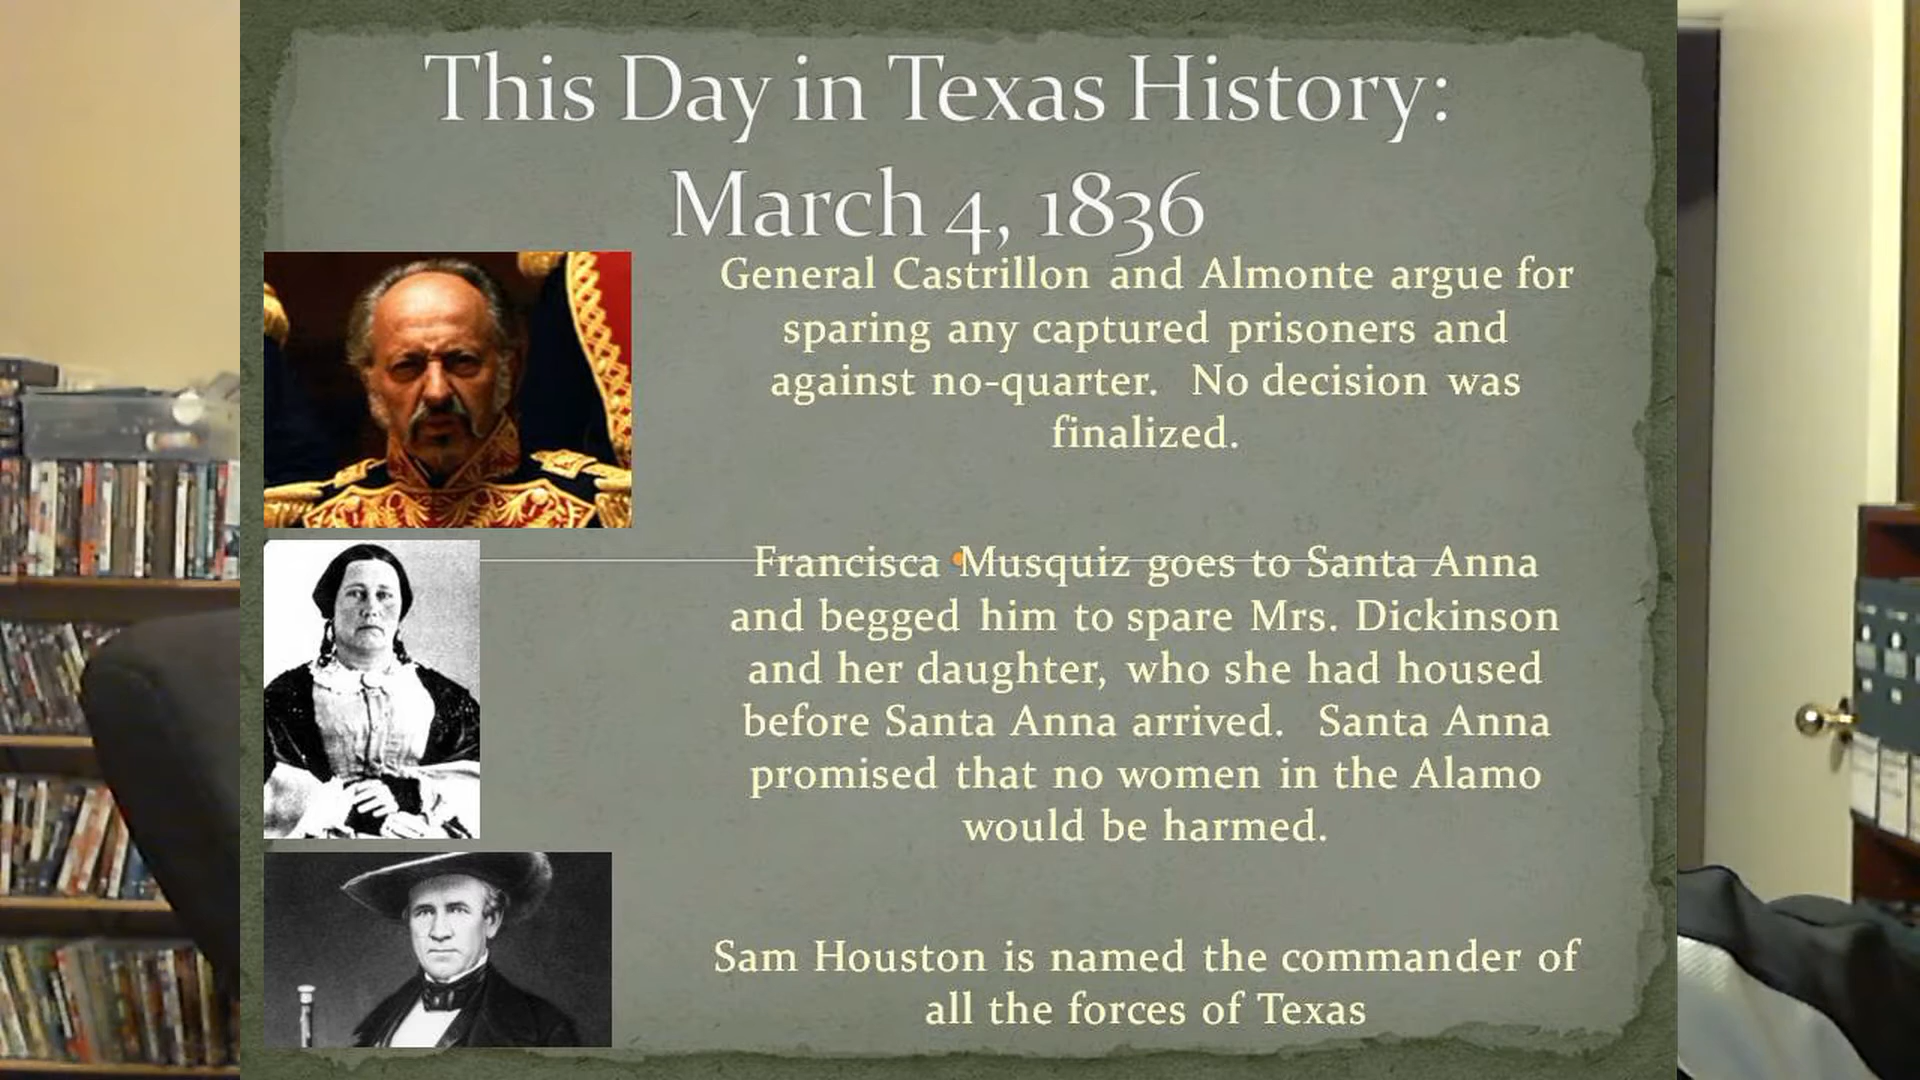 This Day in Texas History:
March 4, 1836
General Castrillon and Almonte argue for
sparing any captured prisoners and
against no-quarter. No decision was
finalized.
Francisca Musquiz goes to Santa Anna
and begged him to spare Mrs. Dickinson
and her daughter, who she had housed
before Santa Anna arrived. Santa Anna
promised that no women in the Alamo
would be harmed.
Sam Houston is named the commander of
all the forces of Texas